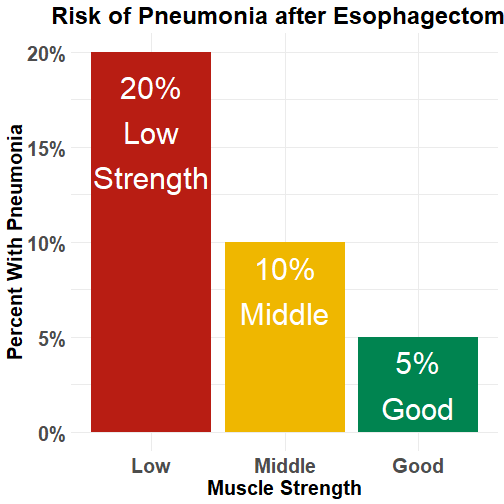 Risk of Pneumonia after Esophagectom
Percent With Pneumonia
20%
15%
10%
5%
0%
20%
Low
Strength
10%
Middle
5%
Good
Low Middle Good
Muscle Strength